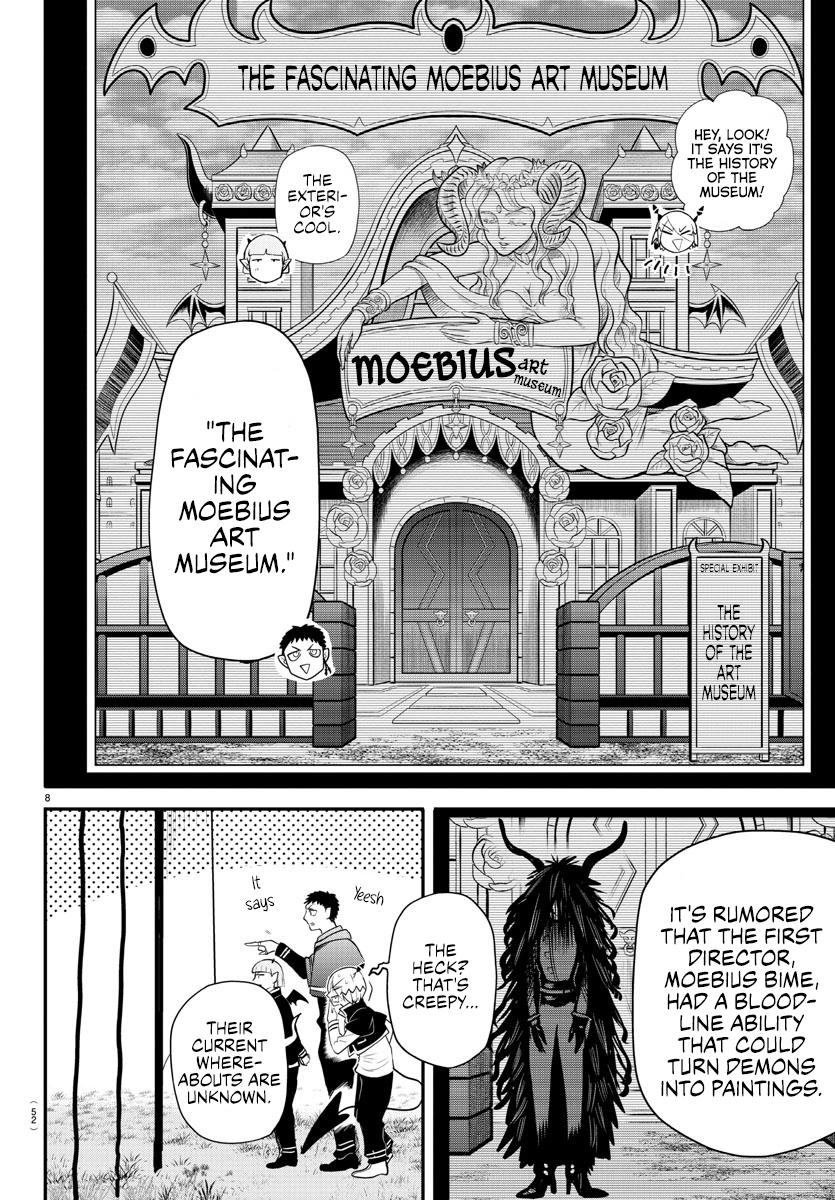 THE FASCINATING MOEBIUS ART MUSEUM
HEY, LOOK!
IT SAYS IT'S
THE HISTORY
OF THE
MUSEUM!
THE
EXTERI-
OR'S
COOL.
MOEBIUS art
museum
"THE
FASCINAT-
ING
MOEBIUS
ART
MUSEUM."
SPECIAL EXHIBIT
THE
HISTORY
OF THE
ART
MUSEUM
8
IT'S RUMORED
THAT THE FIRST
DIRECTOR,
MOEBIUS BIME,
HAD A BLOOD-
LINE ABILITY
THAT COULD
TURN DEMONS
INTO PAINTINGS.
Yeesh
It
says
THE
HECK?
THAT'S
CREEPY...
THEIR
CURRENT
WHERE-
ABOUTS ARE
UNKNOWN.
(52)